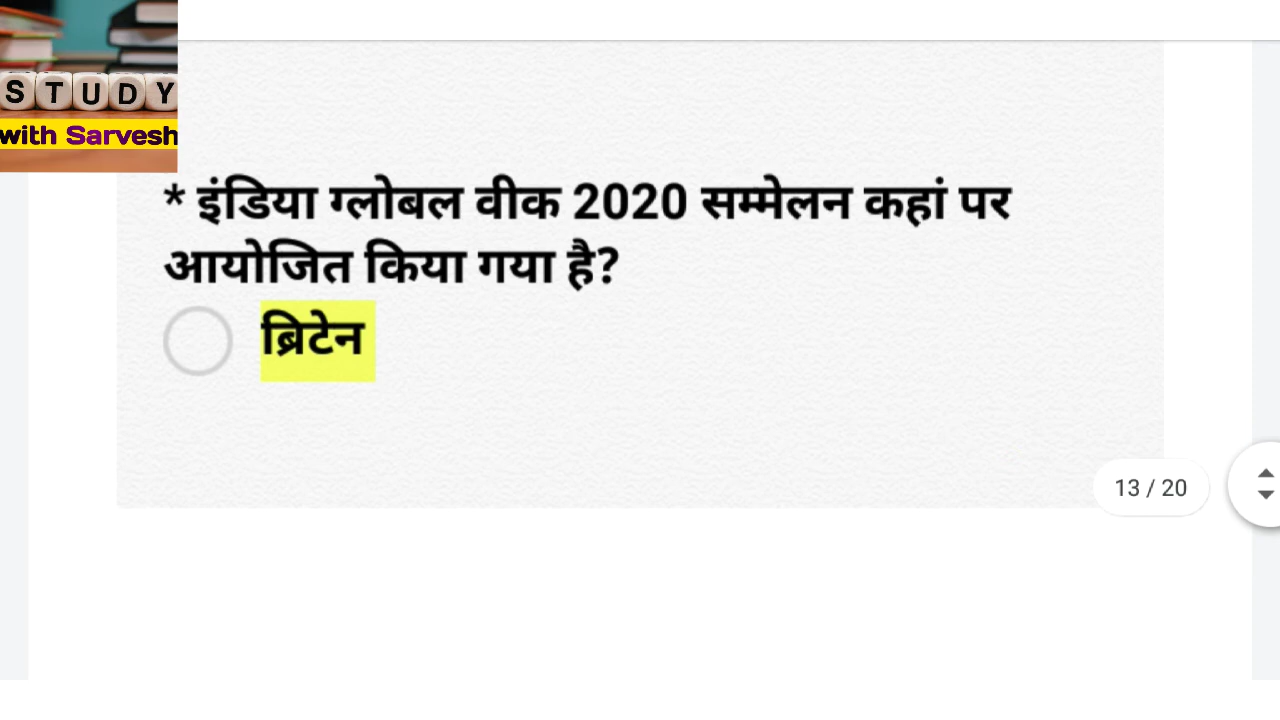 STUDY
with Sarvesh
* इंडिया ग्लोबल वीक 2020 सम्मेलन कहां पर
आयोजित किया गया है?
ब्रिटेन
13 / 20